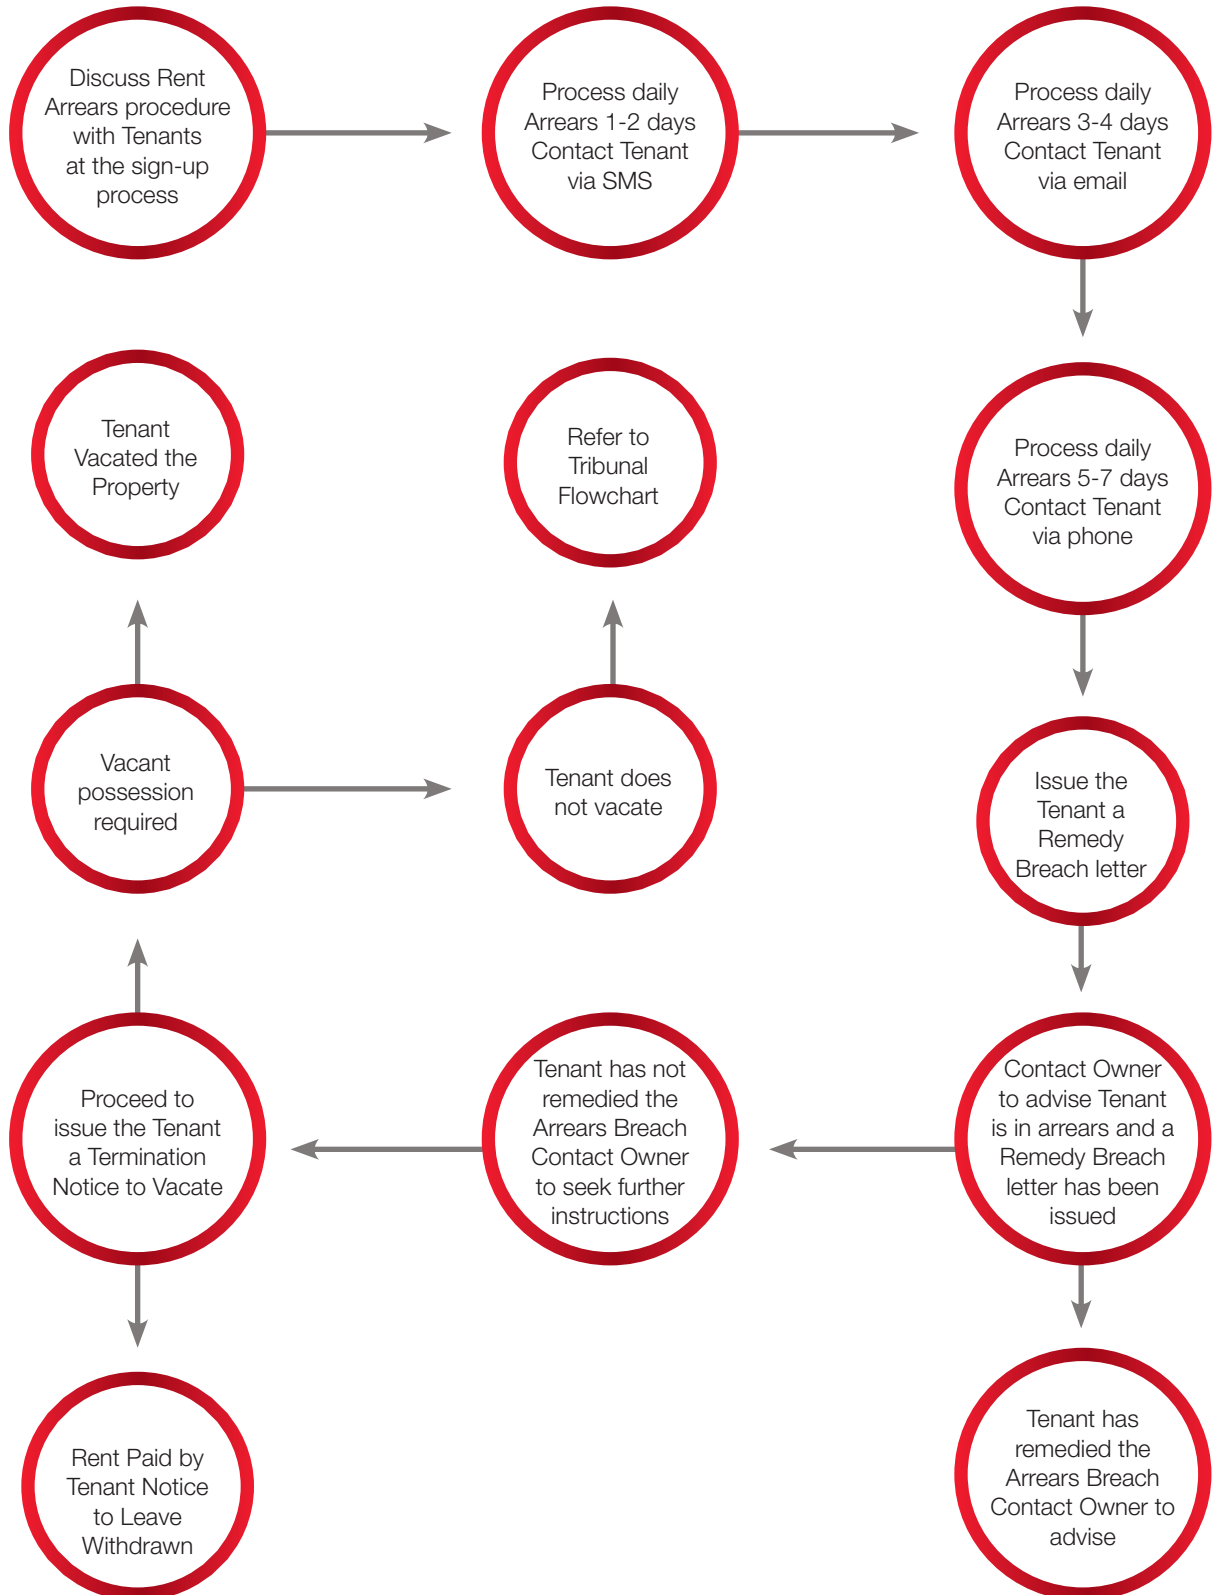 Discuss Rent
Arrears procedure
with Tenants
at the sign-up
process
Process daily
Arrears 1-2 days
Contact Tenant
via SMS
Process daily
Arrears 3-4 days
Contact Tenant
via email
Tenant
Vacated the
Property
Refer to
Tribunal
Flowchart
Process daily
Arrears 5-7 days
Contact Tenant
via phone
Vacant
possession
required
Tenant does
not vacate
Issue the
Tenant a
Remedy
Breach letter
Proceed to
issue the Tenant
a Termination
Notice to Vacate
Tenant has not
remedied the
Arrears Breach
Contact Owner
to seek further
instructions
Contact Owner
to advise Tenant
is in arrears and a
Remedy Breach
letter has been
issued
Rent Paid by
Tenant Notice
to Leave
Withdrawn
Tenant has
remedied the
Arrears Breach
Contact Owner to
advise